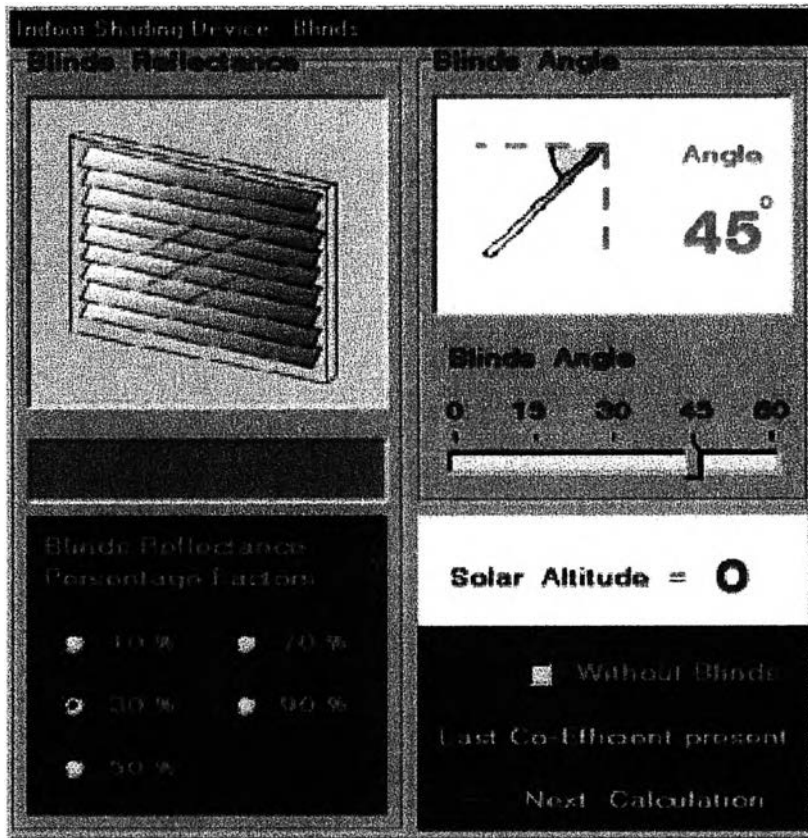 Indoor Shading Device Blinds
Blinds Reflectance
Blinds Reflectance
Percentage Factors
10 %
70 %
30 %
90 %
50 %
Blinds Angle
Angle
45°
Blinds Angle
0 15 30 45 60
Solar Altitude = 0
Without Blinds
Last Co-Efficient present
Next Calculation